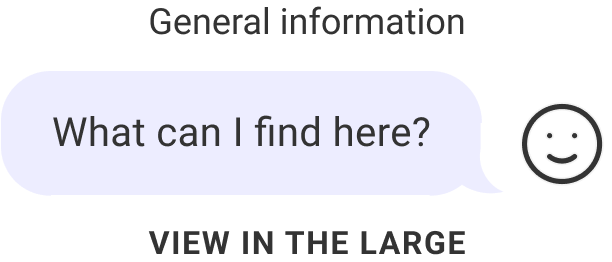 General information
What can I find here?
VIEW IN THE LARGE